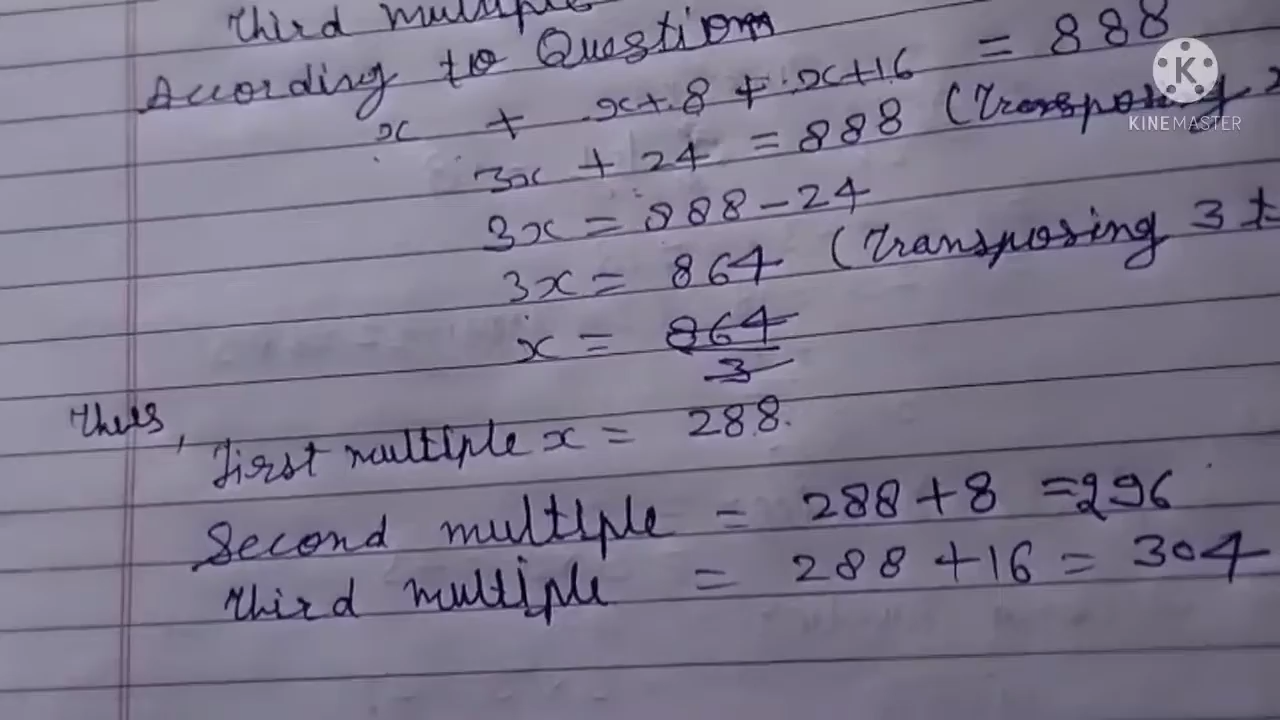 Third multiple
According to Question
x + x+8 + x+16 = 888
3x + 24 = 888 (Transposing
3x = 888 - 24
3x = 864 (Transposing 3 t
x = 864/3
Thus,
First multiple x = 288.
Second multiple = 288+8 =296
Third multiple = 288 +16 = 304
K
KINEMASTER